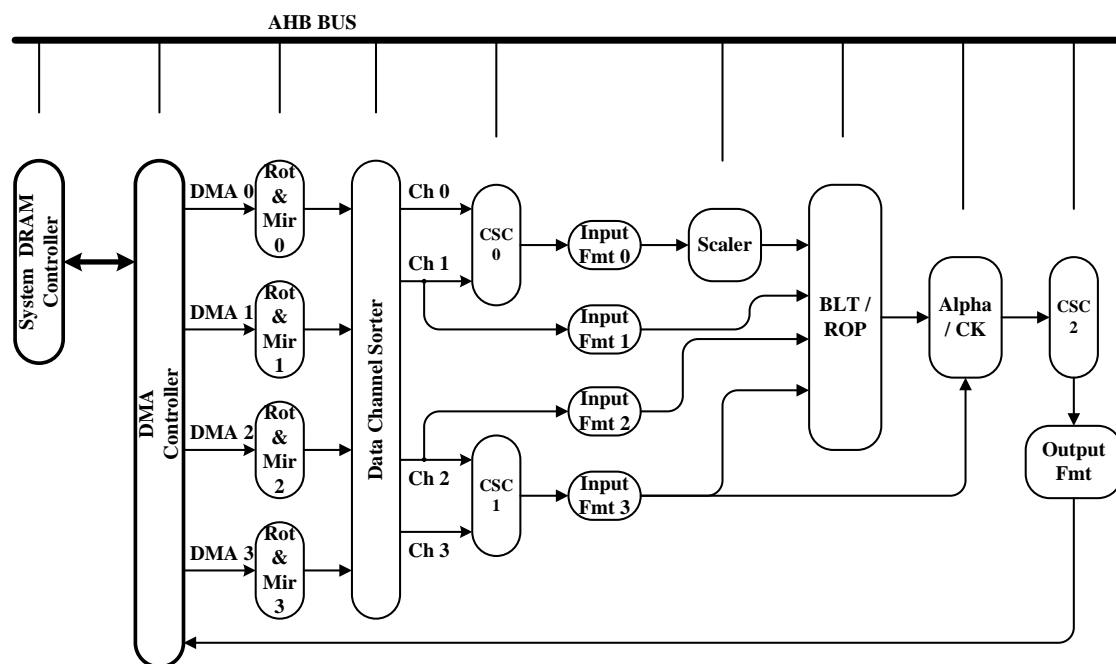 AHB BUS
System DRAM
Controller
DMA
Controller
DMA 0
DMA 1
DMA 2
DMA 3
Rot
&
Mir
0
Rot
&
Mir
1
Rot
&
Mir
2
Rot
&
Mir
3
Data Channel Sorter
Ch 0
Ch 1
Ch 2
Ch 3
CSC
0
CSC
1
Input
Fmt 0
Input
Fmt 1
Input
Fmt 2
Input
Fmt 3
Scaler
BLT /
ROP
Alpha
/ CK
CSC
2
Output
Fmt